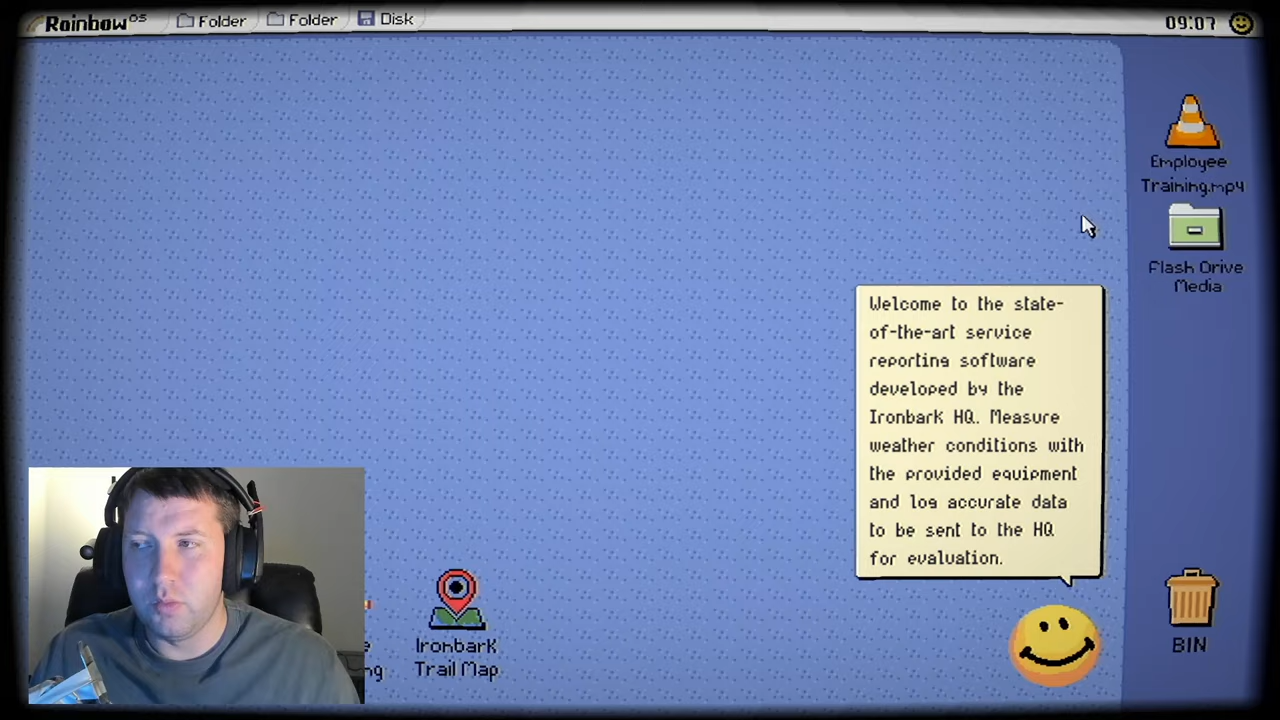 Rainbow OS
Folder
Folder
Disk
09:07
Employee
Training.mp4
Flash Drive
Media
Welcome to the state-
of-the-art service
reporting software
developed by the
Ironbark HQ. Measure
weather conditions with
the provided equipment
and log accurate data
to be sent to the HQ
for evaluation.
Ironbark
Trail Map
BIN